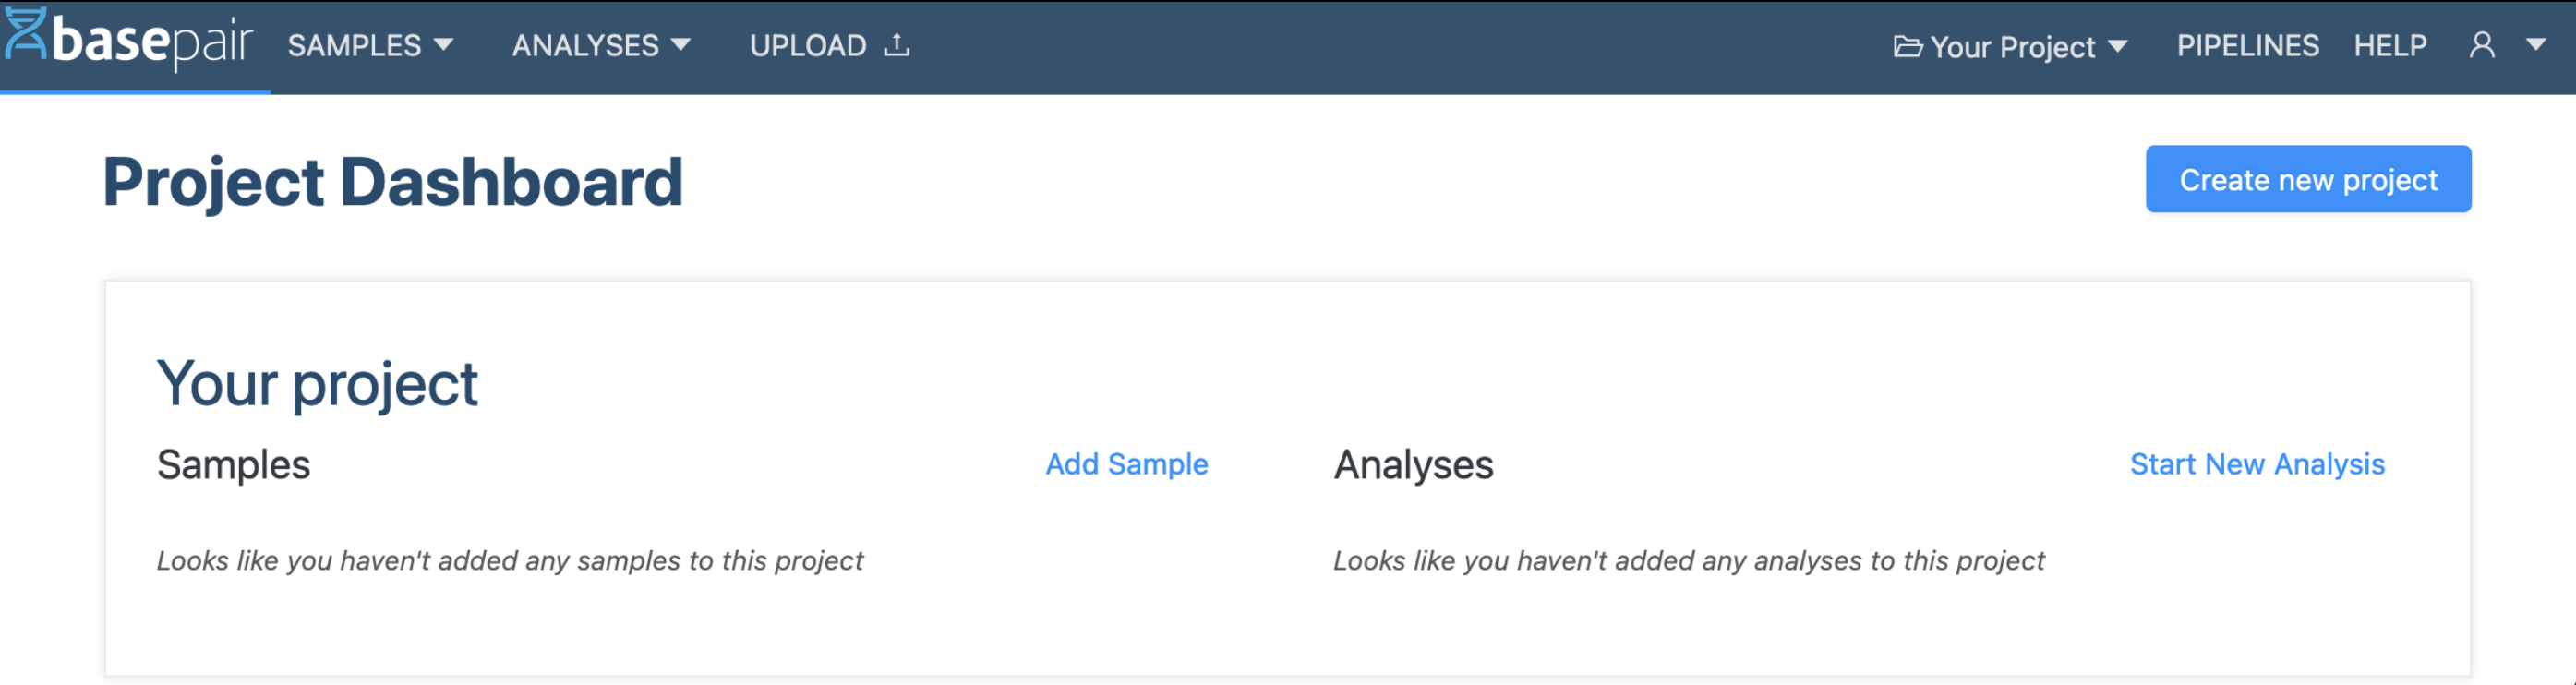 basepair SAMPLES ANALYSES UPLOAD Your Project PIPELINES HELP
Project Dashboard
Create new project
Your project
Samples
Add Sample
Analyses
Start New Analysis
Looks like you haven't added any samples to this project
Looks like you haven't added any analyses to this project